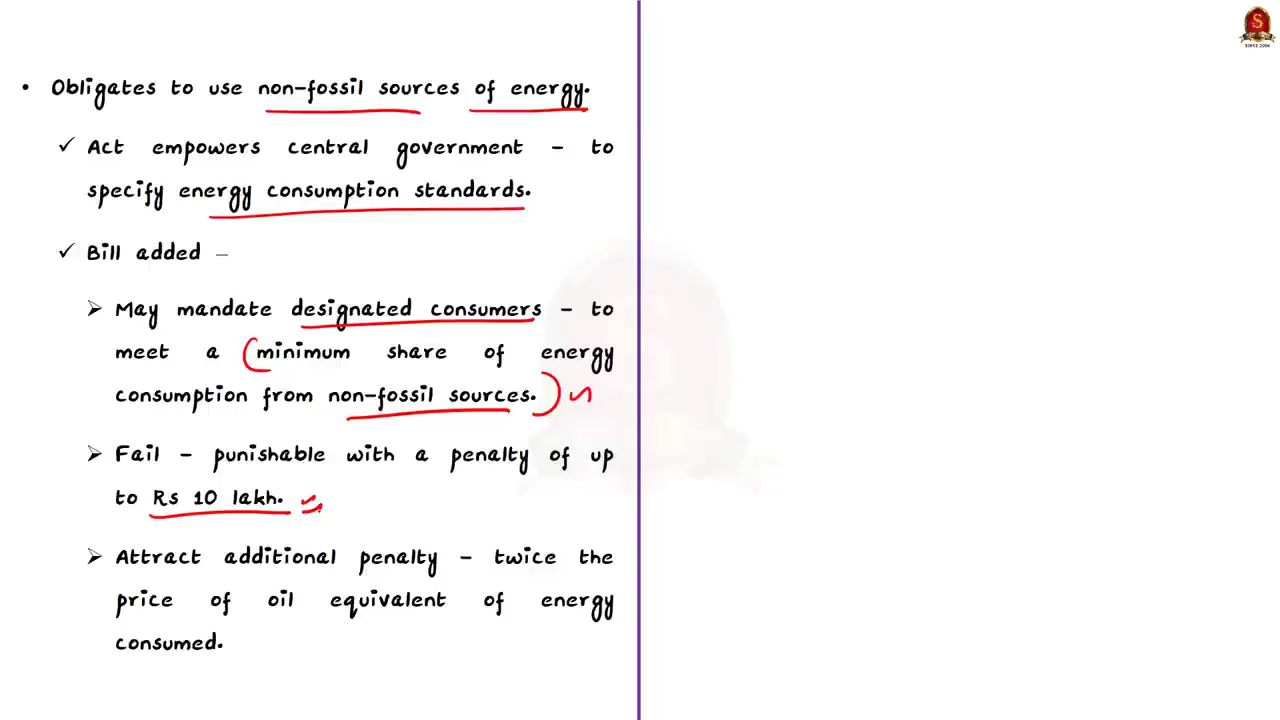 • Obligates to use non-fossil sources of energy.
✓ Act empowers central government – to
specify energy consumption standards.
✓ Bill added –
➢ May mandate designated consumers – to
meet a minimum share of energy
consumption from non-fossil sources.
➢ Fail – punishable with a penalty of up
to Rs 10 lakh.
➢ Attract additional penalty – twice the
price of oil equivalent of energy
consumed.
S
SINCE 2004